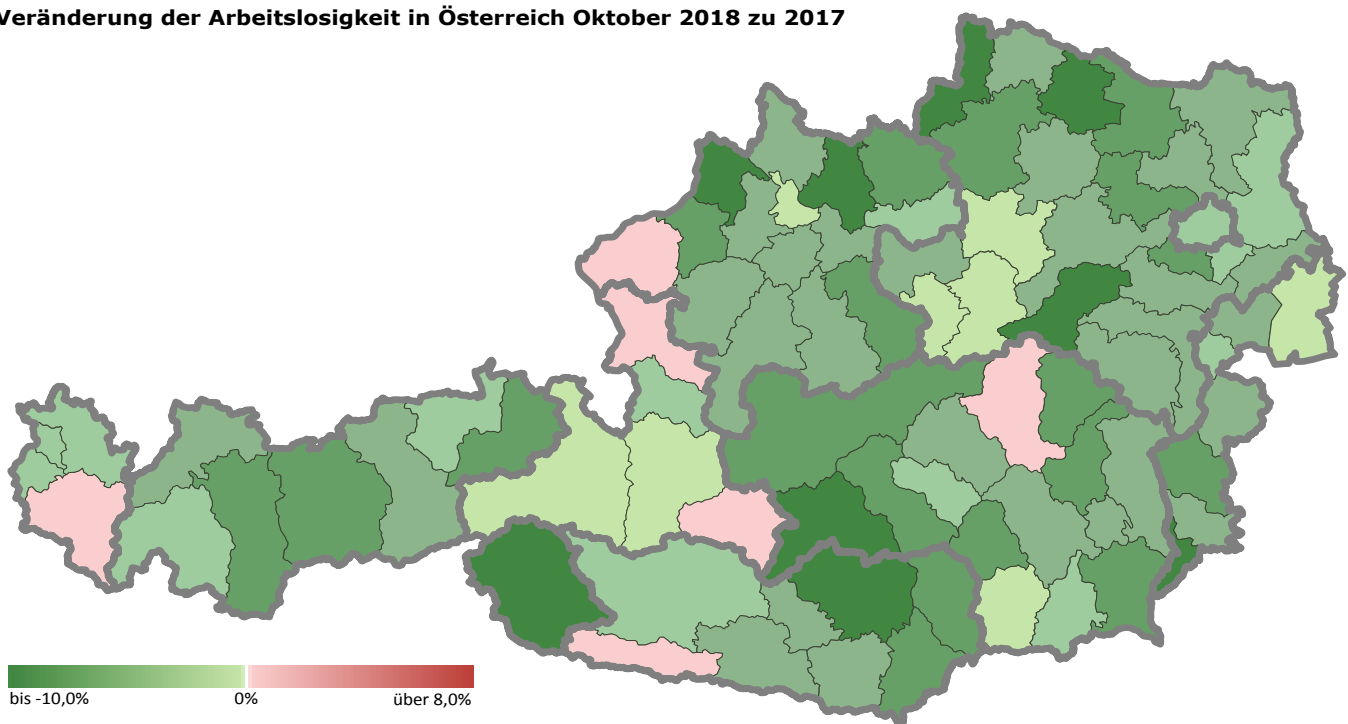 Veränderung der Arbeitslosigkeit in Österreich Oktober 2018 zu 2017
bis -10,0% 0% über 8,0%